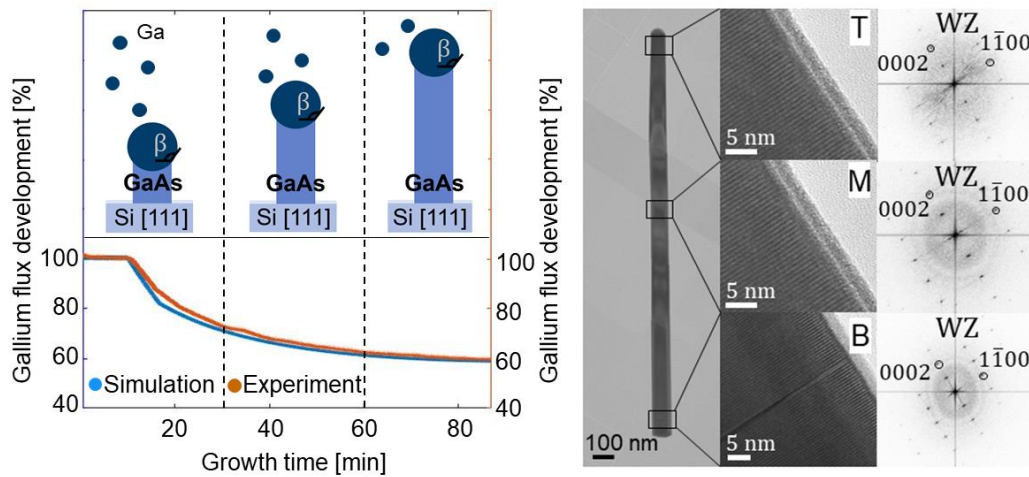 Gallium flux development [%]
Ga
β
β
β
GaAs
GaAs
GaAs
Si [111]
Si [111]
Si [111]
100
80
60
40
100
80
60
40
Simulation
Experiment
20
40
60
80
Growth time [min]
Gallium flux development [%]
100 nm
T
5 nm
WZ
0002
11̅00
M
5 nm
WZ
0002
11̅00
B
5 nm
WZ
0002
11̅00